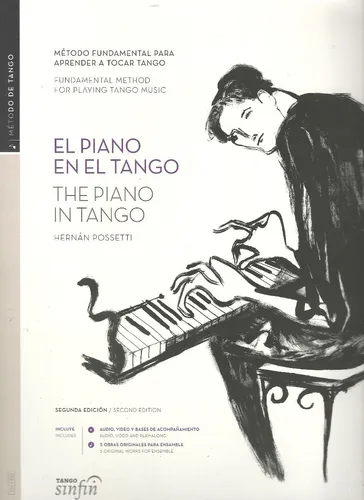 ♪ | MÉTODO DE TANGO
MÉTODO FUNDAMENTAL PARA
APRENDER A TOCAR TANGO
FUNDAMENTAL METHOD
FOR PLAYING TANGO MUSIC
EL PIANO
EN EL TANGO
THE PIANO
IN TANGO
HERNÁN POSSETTI
SEGUNDA EDICIÓN / SECOND EDITION
INCLUYE
INCLUDES
AUDIO, VIDEO Y BASES DE ACOMPAÑAMIENTO
AUDIO, VIDEO AND PLAYALONG
5 OBRAS ORIGINALES PARA ENSAMBLE
5 ORIGINAL WORKS FOR ENSEMBLE
TANGO
sinfín